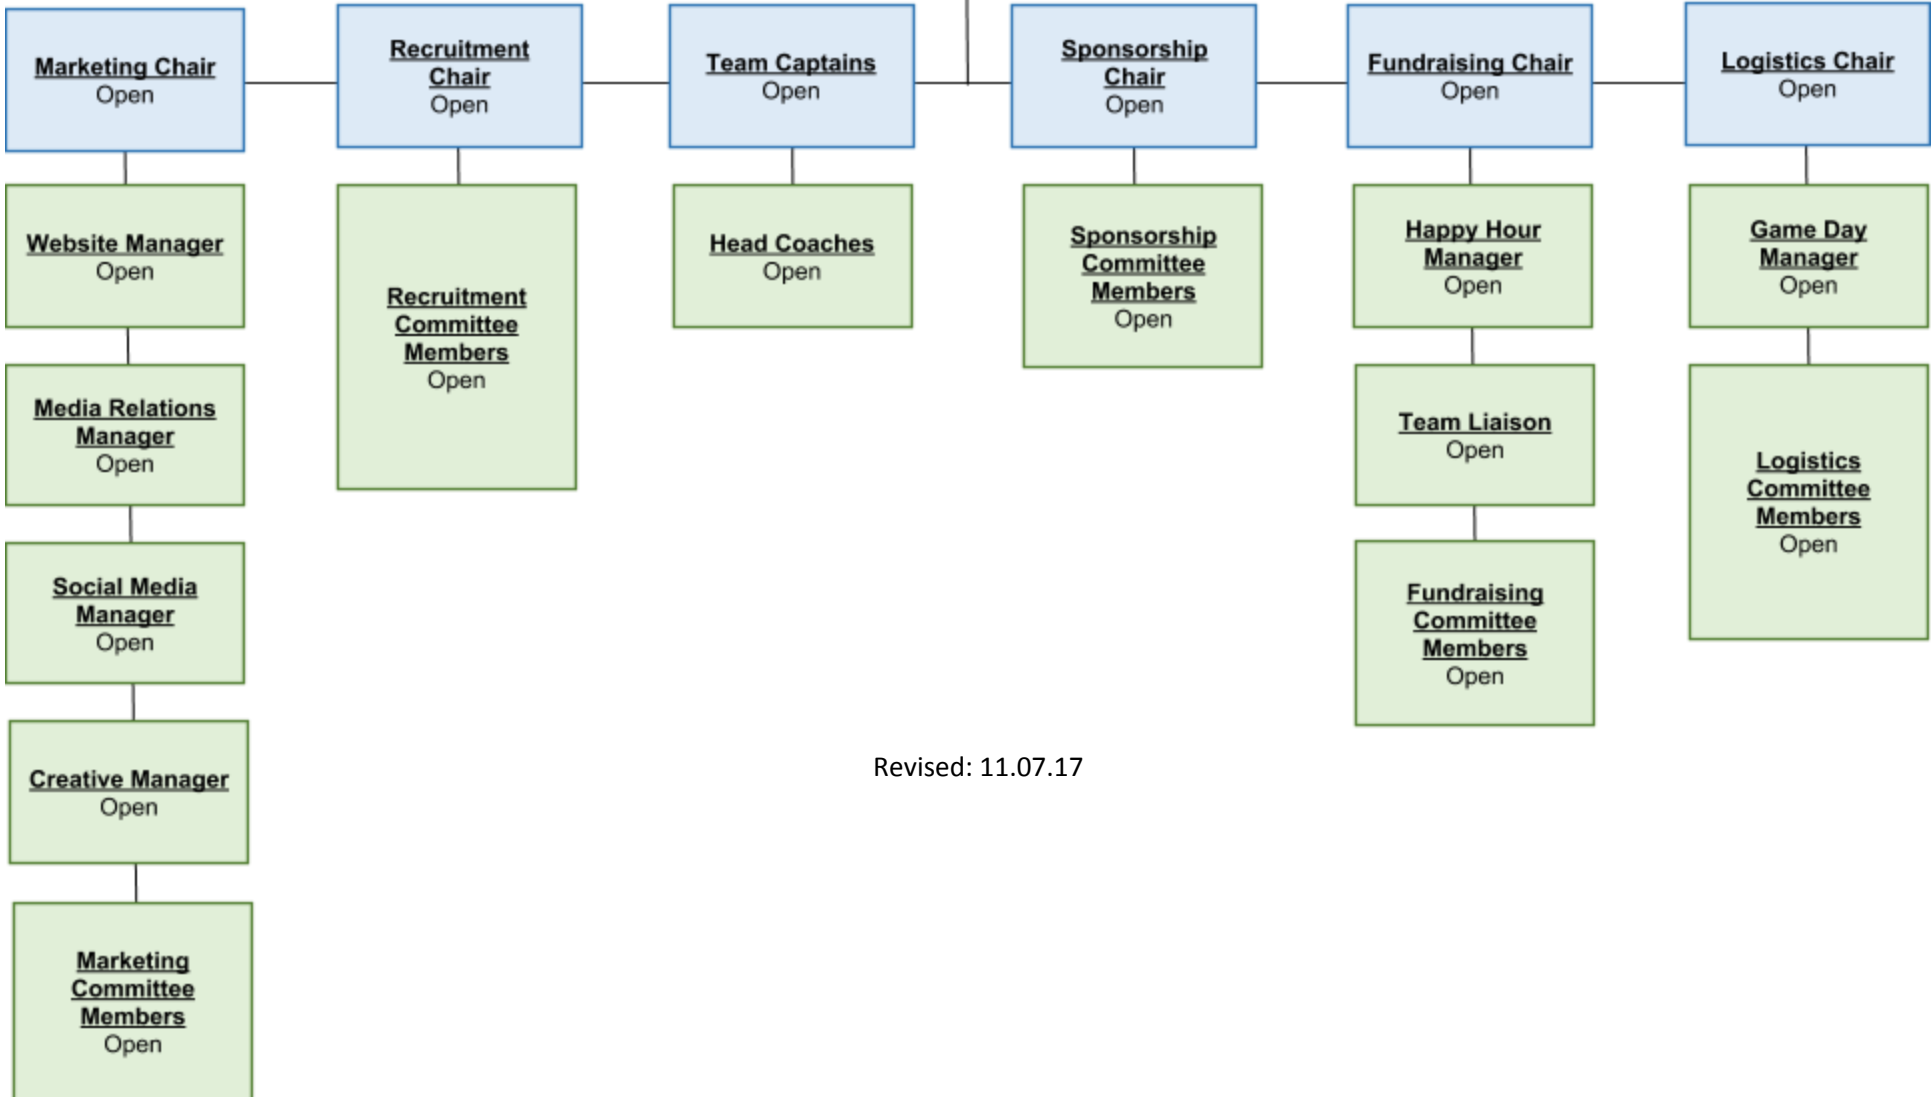 Marketing Chair
Open
Recruitment
Chair
Open
Team Captains
Open
Sponsorship
Chair
Open
Fundraising Chair
Open
Logistics Chair
Open
Website Manager
Open
Recruitment
Committee
Members
Open
Head Coaches
Open
Sponsorship
Committee
Members
Open
Happy Hour
Manager
Open
Game Day
Manager
Open
Media Relations
Manager
Open
Team Liaison
Open
Logistics
Committee
Members
Open
Social Media
Manager
Open
Fundraising
Committee
Members
Open
Creative Manager
Open
Revised: 11.07.17
Marketing
Committee
Members
Open